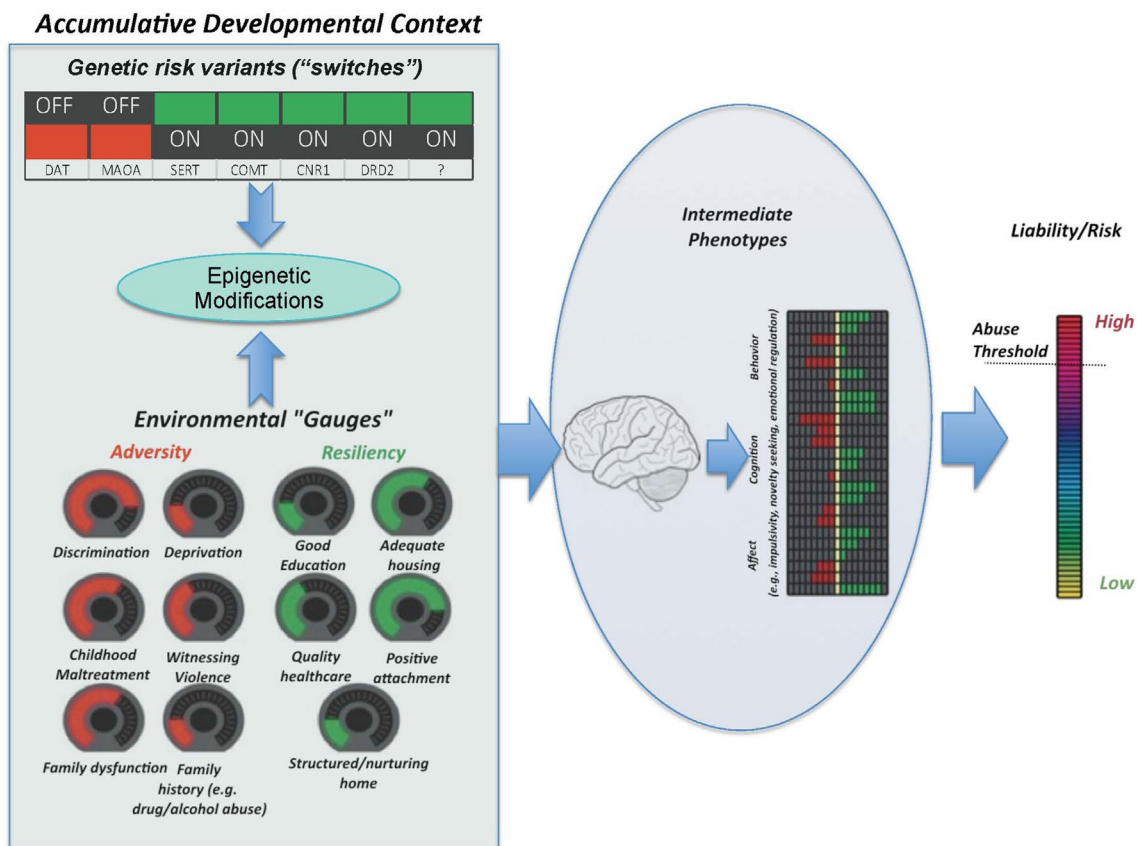 Accumulative Developmental Context
Genetic risk variants ("switches")
OFF OFF
ON ON ON ON ON
DAT MAOA SERT COMT CNR1 DRD2 ?
Epigenetic
Modifications
Environmental "Gauges"
Adversity Resiliency
Discrimination
Deprivation
Good
Education
Adequate
housing
Childhood
Maltreatment
Witnessing
Violence
Quality
healthcare
Positive
attachment
Family dysfunction
Family
history (e.g.
drug/alcohol abuse)
Structured/nurturing
home
Intermediate
Phenotypes
Affect Cognition Behavior
(e.g., impulsivity, novelty seeking, emotional regulation)
Liability/Risk
Abuse
Threshold
High
Low